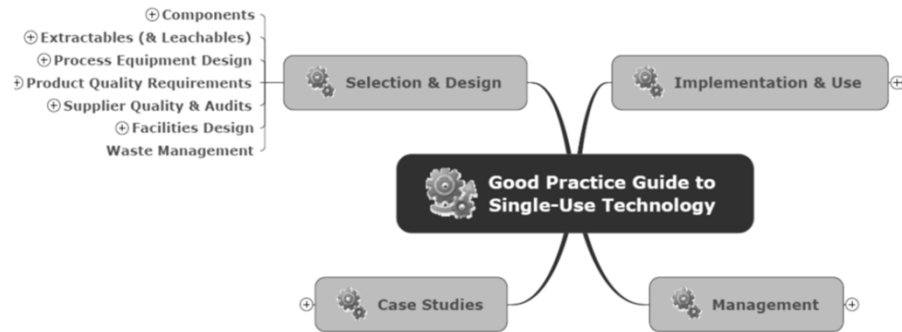 Components
Extractables (& Leachables)
Process Equipment Design
Product Quality Requirements
Supplier Quality & Audits
Facilities Design
Waste Management
Selection & Design
Implementation & Use
Good Practice Guide to
Single-Use Technology
Case Studies
Management